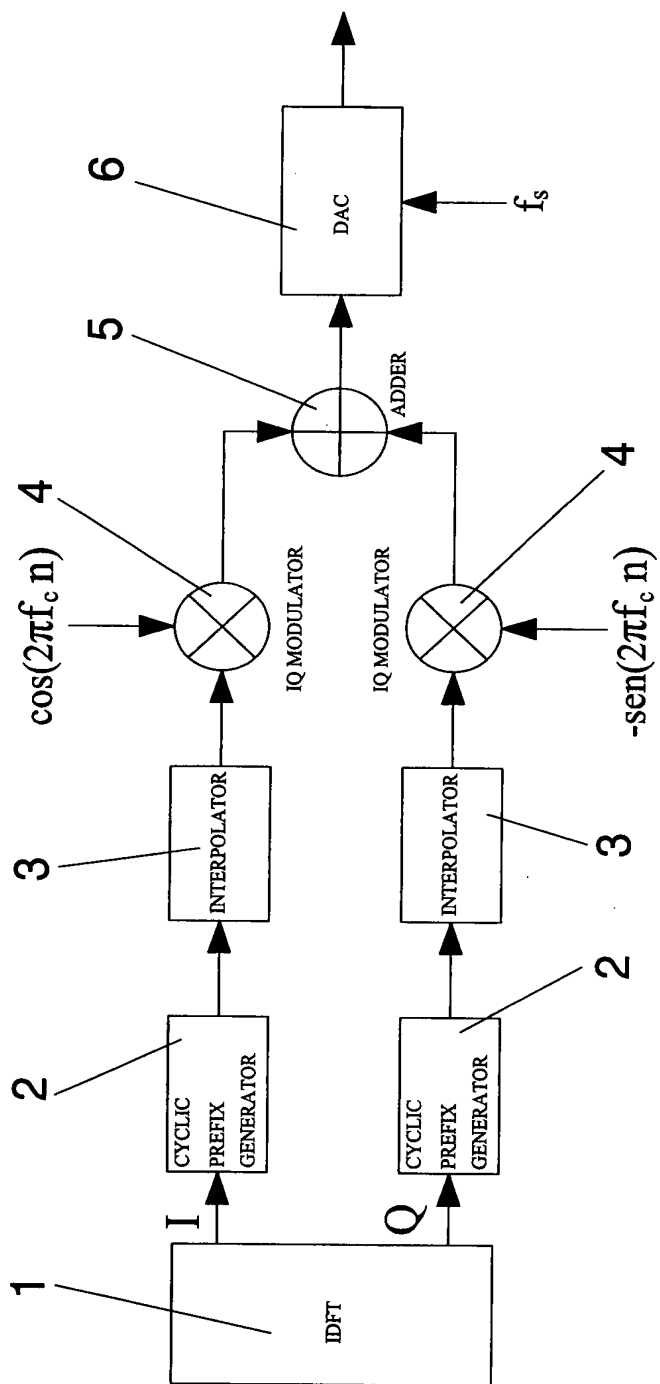 1
IDFT
I
Q
2
CYCLIC
PREFIX
GENERATOR
CYCLIC
PREFIX
GENERATOR
2
3
INTERPOLATOR
INTERPOLATOR
3
cos(2πf_c n)
4
IQ MODULATOR
IQ MODULATOR
4
-sen(2πf_c n)
5
ADDER
6
DAC
f_s